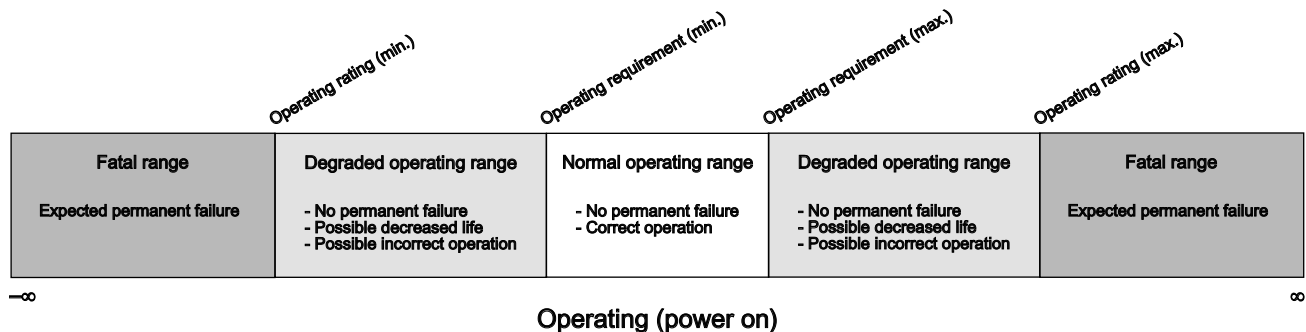 Operating rating (min.)
Operating requirement (min.)
Operating requirement (max.)
Operating rating (max.)
Fatal range
Expected permanent failure
Degraded operating range
- No permanent failure
- Possible decreased life
- Possible incorrect operation
Normal operating range
- No permanent failure
- Correct operation
Degraded operating range
- No permanent failure
- Possible decreased life
- Possible incorrect operation
Fatal range
Expected permanent failure
–∞
∞
Operating (power on)